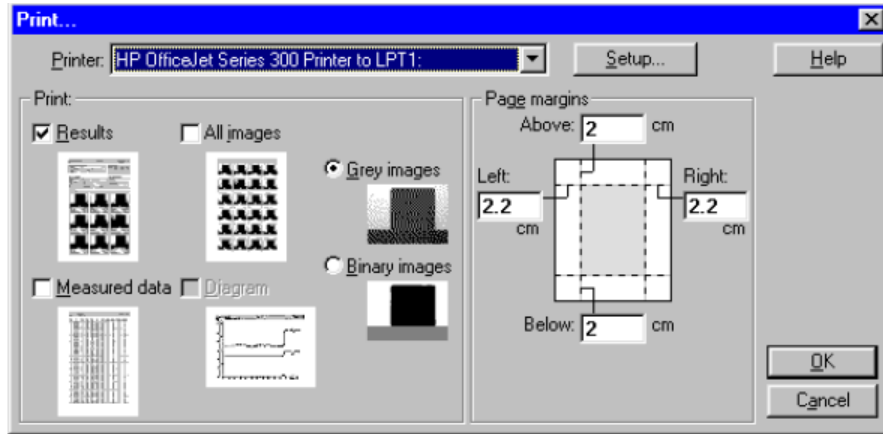 Print...
Printer: HP OfficeJet Series 300 Printer to LPT1: Setup... Help
Print:
Results
All images
Grey images
Binary images
Measured data
Diagram
Page margins
Above: 2 cm
Left:
2.2
cm
Right:
2.2
cm
Below: 2 cm
OK
Cancel